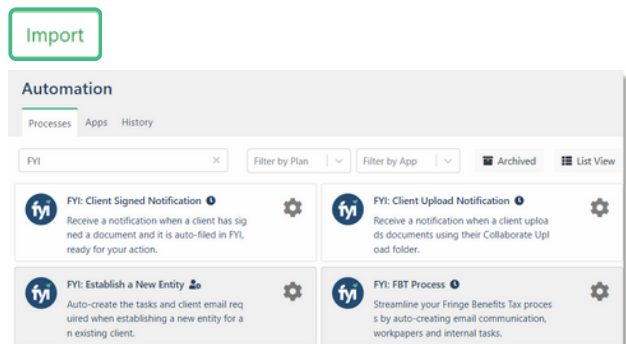 Import
Automation
Processes Apps History
FYI × Filter by Plan Filter by App Archived List View
fyi FYI: Client Signed Notification
Receive a notification when a client has sig
ned a document and it is auto-filed in FYI,
ready for your action.
fyi FYI: Client Upload Notification
Receive a notification when a client uploa
ds documents using their Collaborate Upl
oad folder.
fyi FYI: Establish a New Entity
Auto-create the tasks and client email req
uired when establishing a new entity for a
n existing client.
fyi FYI: FBT Process
Streamline your Fringe Benefits Tax proces
s by auto-creating email communication,
workpapers and internal tasks.